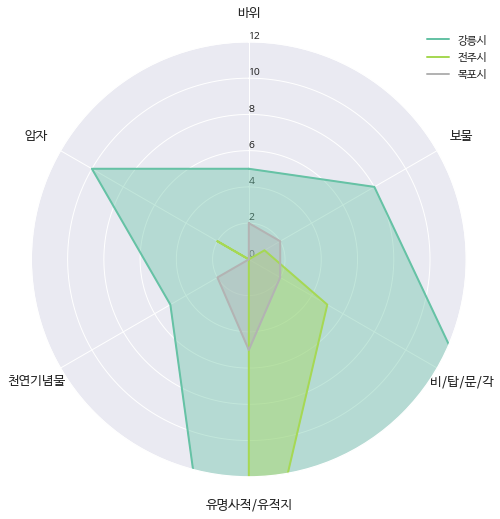 바위
12
강릉시
전주시
목포시
10
8
암자
보물
6
4
2
0
천연기념물
비/탑/문/각
유명사적/유적지